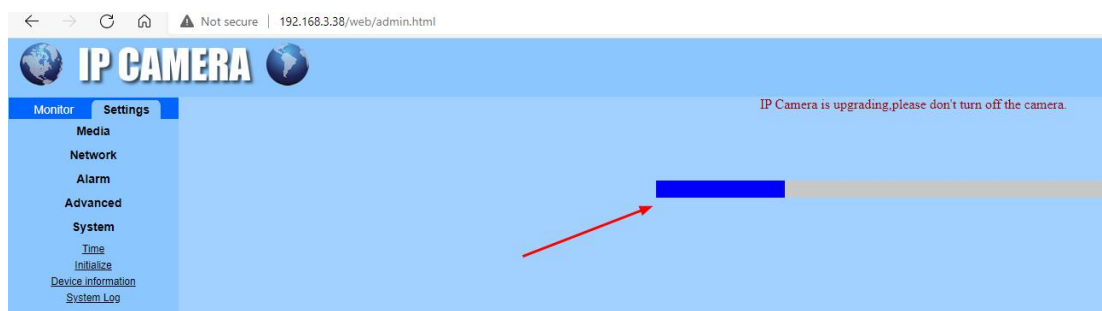 Not secure | 192.168.3.38/web/admin.html
IP CAMERA
Monitor Settings
IP Camera is upgrading,please don't turn off the camera.
Media
Network
Alarm
Advanced
System
Time
Initialize
Device information
System Log